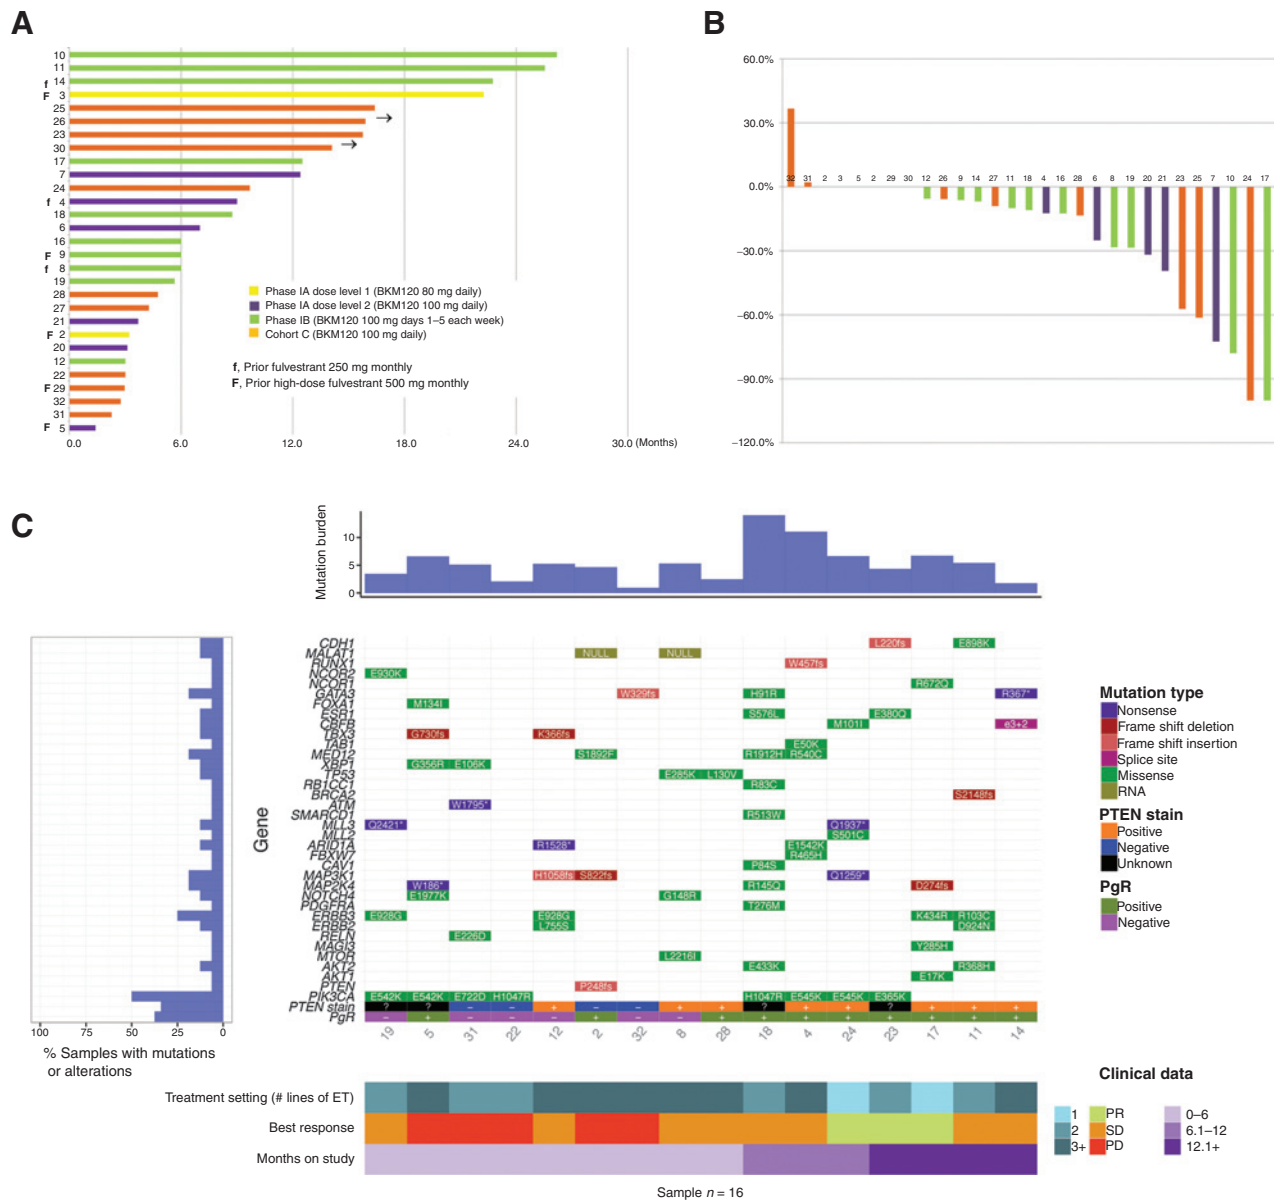 A
10
11
f 14
F 3
25
26
23
30
17
7
24
f 4
18
6
16
F 9
f 8
19
28
27
21
F 2
20
12
22
F 29
32
31
F 5
0.0 6.0 12.0 18.0 24.0 30.0 (Months)
Phase IA dose level 1 (BKM120 80 mg daily)
Phase IA dose level 2 (BKM120 100 mg daily)
Phase IB (BKM120 100 mg days 1–5 each week)
Cohort C (BKM120 100 mg daily)
f, Prior fulvestrant 250 mg monthly
F, Prior high-dose fulvestrant 500 mg monthly
B
60.0%
30.0%
0.0%
−30.0%
−60.0%
−90.0%
−120.0%
32 31 2 3 5 2 29 30 12 26 9 14 27 11 18 4 16 28 6 8 19 20 21 23 25 7 10 24 17
C
Mutation burden
10
5
0
Gene
CDH1 L220fs E898K
MALAT1 NULL NULL
RUNX1 W457fs
NCOR2 E930K
NCOR1 R672Q
GATA3 W329fs H91R R367*
FOXA1 M134I
ESR1 S576L E380Q
CBFB M101I e3+2
TBX3 G730fs K366fs
TAB1 E50K
MED12 S1892F R1912H R540C
XBP1 G356R E106K
TP53 E285K L130V
RB1CC1 R83C
BRCA2 S2148fs
ATM W1795*
SMARCD1 R513W
MLL3 Q2421* Q1937*
MLL2 S501C
ARID1A R1528* E1542K
FBXW7 R465H
CAV1 P84S
MAP3K1 H1058fs S822fs Q1259*
MAP2K4 W186* R145Q D274fs
NOTCH4 E1977K G148R
PDGFRA T276M
ERBB3 E928G E928G K434R R103C
ERBB2 L755S D924N
RELN E226D
MAGI3 Y285H
MTOR L2216I
AKT2 E433K R368H
AKT1 E17K
PTEN P248fs
PIK3CA E542K E542K E722D H1047R H1047R E545K E545K E365K
PTEN stain ? ? − − + − − + + ? + + ? + + +
PgR − + − − − + − − + + + + + + + +
19 5 31 22 12 2 32 8 28 18 4 24 23 17 11 14
100 75 50 25 0
% Samples with mutations
or alterations
Mutation type
Nonsense
Frame shift deletion
Frame shift insertion
Splice site
Missense
RNA
PTEN stain
Positive
Negative
Unknown
PgR
Positive
Negative
Treatment setting (# lines of ET)
Best response
Months on study
Sample n = 16
Clinical data
1 PR 0–6
2 SD 6.1–12
3+ PD 12.1+